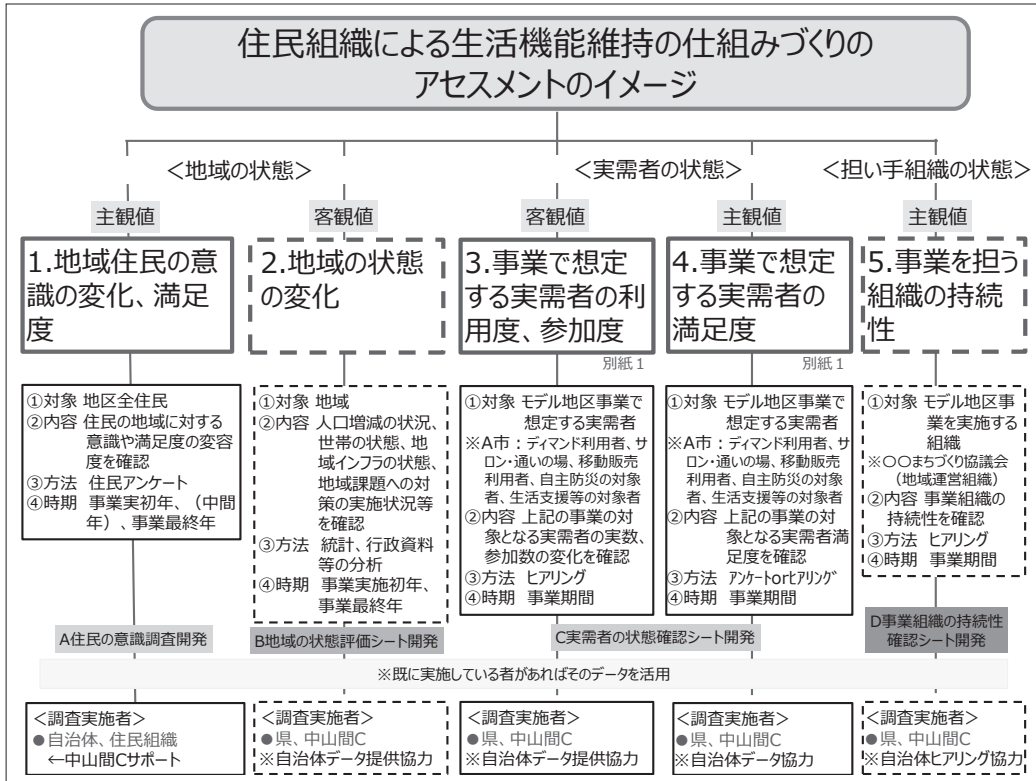 住民組織による生活機能維持の仕組みづくりの
アセスメントのイメージ
＜地域の状態＞
＜実需者の状態＞
＜担い手組織の状態＞
主観値
1.地域住民の意
識の変化、満足
度
①対象 地区全住民
②内容 住民の地域に対する
意識や満足度の変容
度を確認
③方法 住民アンケート
④時期 事業実初年、（中間
年）、事業最終年
A住民の意識調査開発
客観値
2.地域の状態
の変化
①対象 地域
②内容 人口増減の状況、
世帯の状態、地
域インフラの状態、
地域課題への対
策の実施状況等
を確認
③方法 統計、行政資料
等の分析
④時期 事業実施初年、
事業最終年
B地域の状態評価シート開発
客観値
3.事業で想定
する実需者の利
用度、参加度
別紙１
①対象 モデル地区事業で
想定する実需者
※A市：ディマンド利用者、サ
ロン・通いの場、移動販売
利用者、自主防災の対象
者、生活支援等の対象者
②内容 上記の事業の対
象となる実需者の実数、
参加数の変化を確認
③方法 ヒアリング
④時期 事業期間
主観値
4.事業で想定
する実需者の
満足度
別紙１
①対象 モデル地区事業で
想定する実需者
※A市：ディマンド利用者、サ
ロン・通いの場、移動販売
利用者、自主防災の対象
者、生活支援等の対象者
②内容 上記の事業の対
象となる実需者満
足度を確認
③方法 ｱﾝｹｰﾄorﾋｱﾘﾝｸﾞ
④時期 事業期間
C実需者の状態確認シート開発
主観値
5.事業を担う
組織の持続
性
①対象 モデル地区事
業を実施する
組織
※〇〇まちづくり協議会
（地域運営組織）
②内容 事業組織の
持続性を確認
③方法 ヒアリング
④時期 事業期間
D事業組織の持続性
確認シート開発
※既に実施している者があればそのデータを活用
＜調査実施者＞
●自治体、住民組織
←中山間Cサポート
＜調査実施者＞
●県、中山間C
※自治体データ提供協力
＜調査実施者＞
●県、中山間C
※自治体データ提供協力
＜調査実施者＞
●県、中山間C
※自治体データ協力
＜調査実施者＞
●県、中山間C
※自治体ヒアリング協力